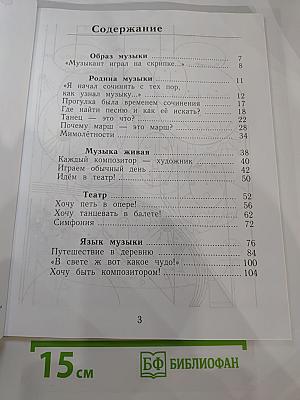 Содержание
Образ музыки 7
«Музыкант играл на скрипке...» 8
Родина музыки 11
«Я начал сочинять с тех пор,
как узнал музыку...» 12
Прогулка была временем сочинения 17
Где найти песню и как её искать? 18
Танец — это что? 22
Почему марш — это марш? 28
Мимолётности 34
Музыка живая 38
Каждый композитор — художник 40
Играем обычный день 42
Идём в театр! 50
Театр 52
Хочу петь в опере! 56
Хочу танцевать в балете! 62
Симфония 72
Язык музыки 76
Путешествие в деревню 84
«В свете ж вот какое чудо!» 100
Хочу быть композитором! 104
3
15 см
БФ БИБЛИОФАН